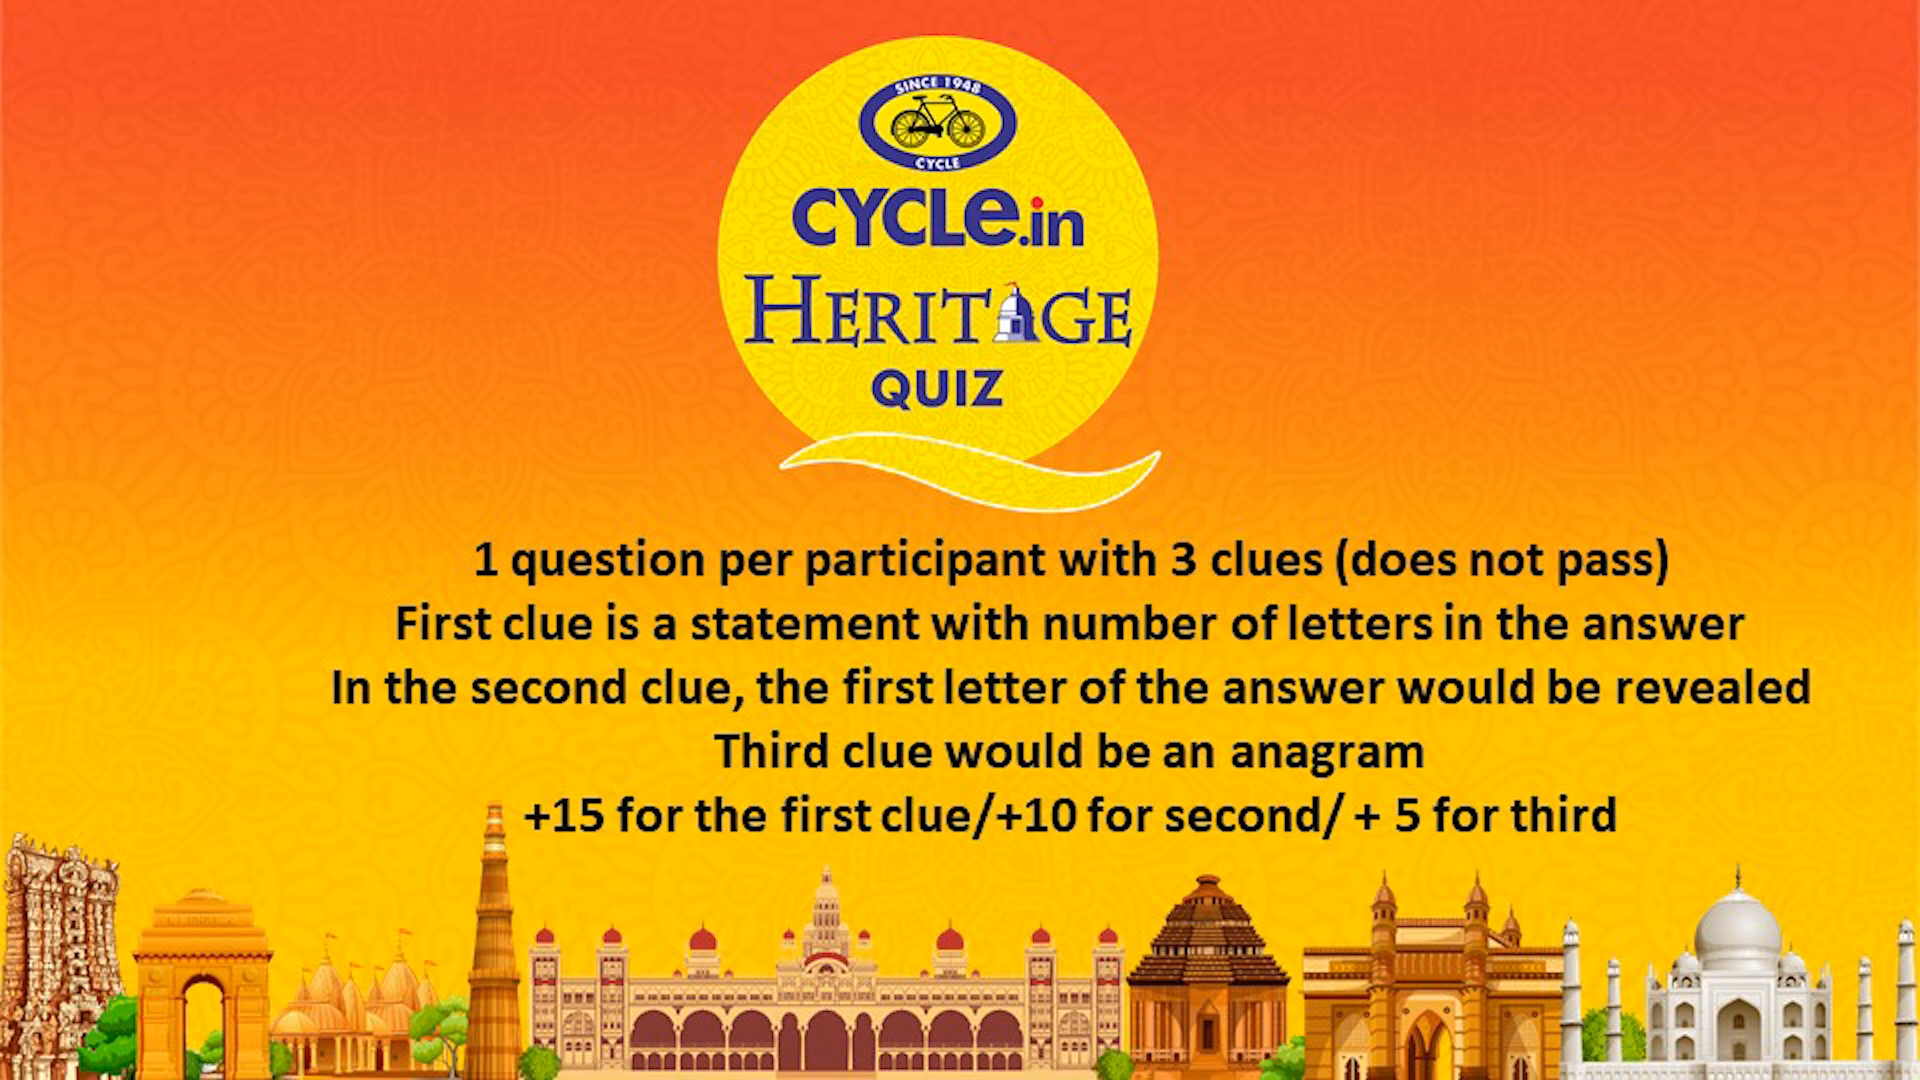 SINCE 1948
CYCLE
CYCLe.in
HERITAGE
QUIZ
1 question per participant with 3 clues (does not pass)
First clue is a statement with number of letters in the answer
In the second clue, the first letter of the answer would be revealed
Third clue would be an anagram
+15 for the first clue/+10 for second/ + 5 for third